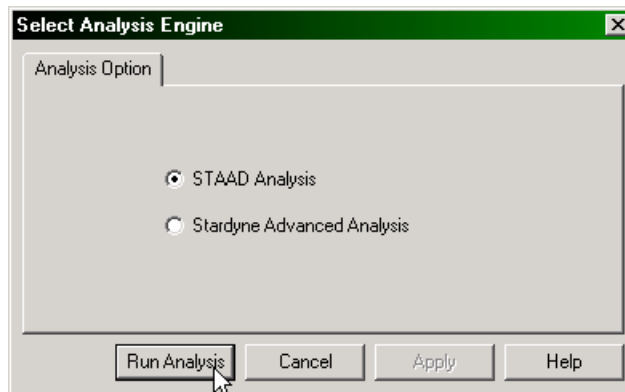 Select Analysis Engine
Analysis Option
STAAD Analysis
Stardyne Advanced Analysis
Run Analysis Cancel Apply Help